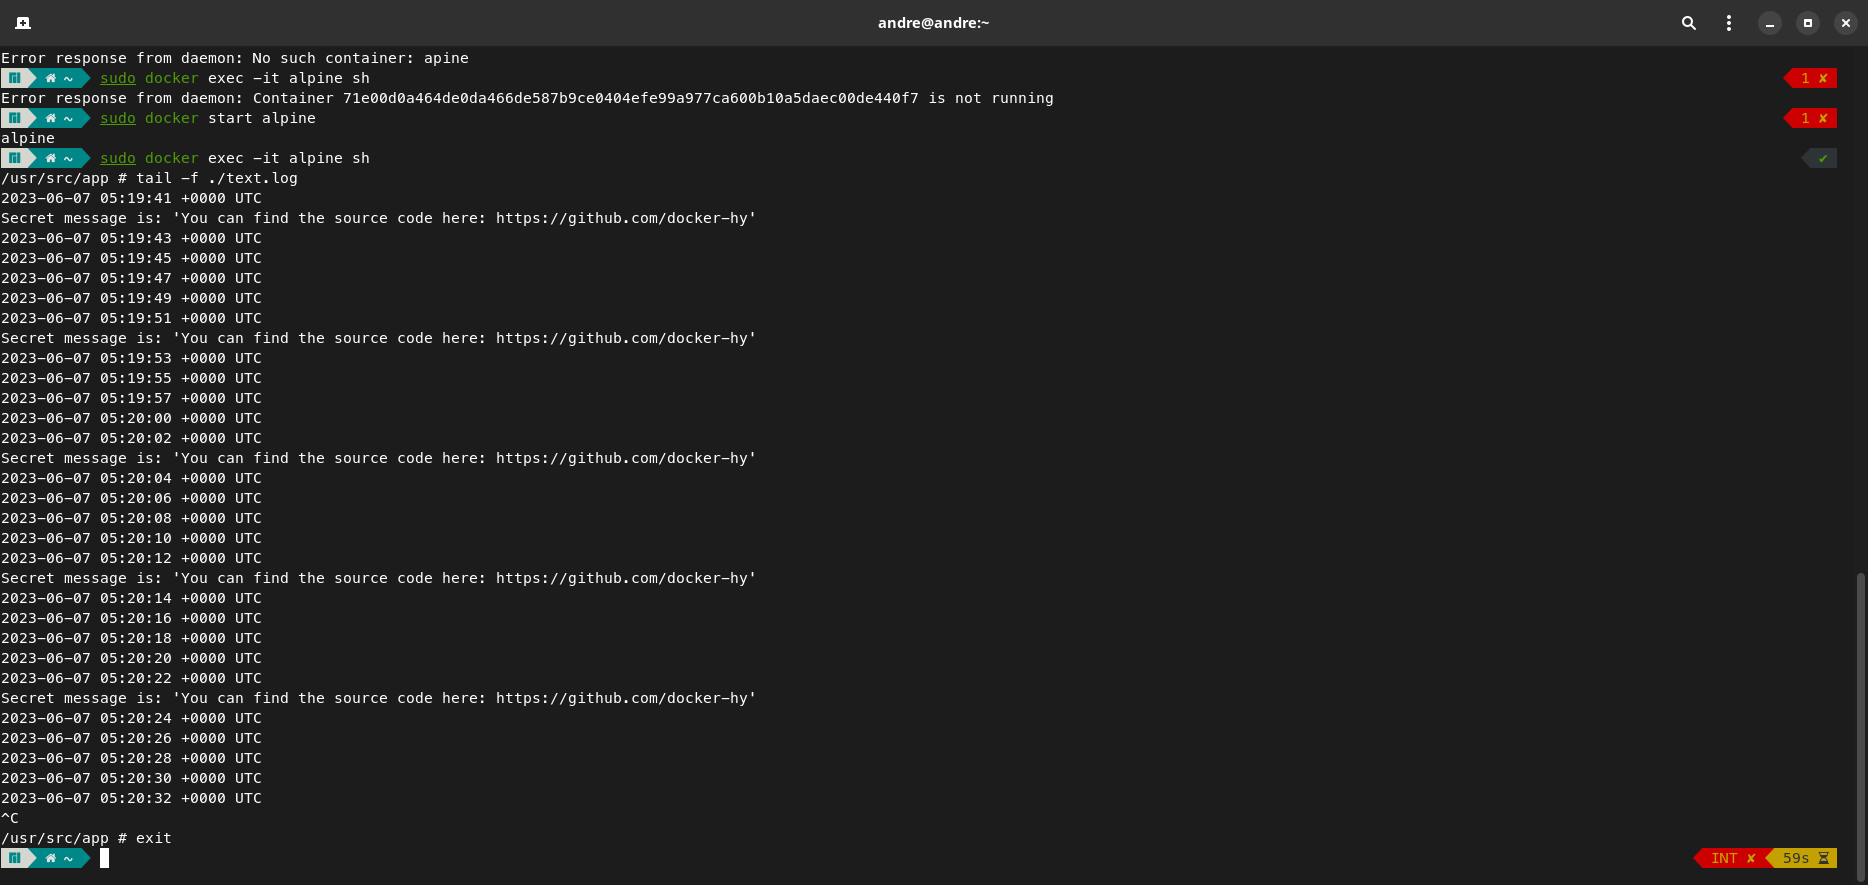 andre@andre:~
Error response from daemon: No such container: apine
~ sudo docker exec -it alpine sh 1 ✘
Error response from daemon: Container 71e00d0a464de0da466de587b9ce0404efe99a977ca600b10a5daec00de440f7 is not running
~ sudo docker start alpine 1 ✘
alpine
~ sudo docker exec -it alpine sh ✔
/usr/src/app # tail -f ./text.log
2023-06-07 05:19:41 +0000 UTC
Secret message is: 'You can find the source code here: https://github.com/docker-hy'
2023-06-07 05:19:43 +0000 UTC
2023-06-07 05:19:45 +0000 UTC
2023-06-07 05:19:47 +0000 UTC
2023-06-07 05:19:49 +0000 UTC
2023-06-07 05:19:51 +0000 UTC
Secret message is: 'You can find the source code here: https://github.com/docker-hy'
2023-06-07 05:19:53 +0000 UTC
2023-06-07 05:19:55 +0000 UTC
2023-06-07 05:19:57 +0000 UTC
2023-06-07 05:20:00 +0000 UTC
2023-06-07 05:20:02 +0000 UTC
Secret message is: 'You can find the source code here: https://github.com/docker-hy'
2023-06-07 05:20:04 +0000 UTC
2023-06-07 05:20:06 +0000 UTC
2023-06-07 05:20:08 +0000 UTC
2023-06-07 05:20:10 +0000 UTC
2023-06-07 05:20:12 +0000 UTC
Secret message is: 'You can find the source code here: https://github.com/docker-hy'
2023-06-07 05:20:14 +0000 UTC
2023-06-07 05:20:16 +0000 UTC
2023-06-07 05:20:18 +0000 UTC
2023-06-07 05:20:20 +0000 UTC
2023-06-07 05:20:22 +0000 UTC
Secret message is: 'You can find the source code here: https://github.com/docker-hy'
2023-06-07 05:20:24 +0000 UTC
2023-06-07 05:20:26 +0000 UTC
2023-06-07 05:20:28 +0000 UTC
2023-06-07 05:20:30 +0000 UTC
2023-06-07 05:20:32 +0000 UTC
^C
/usr/src/app # exit
~ INT ✘ 59s